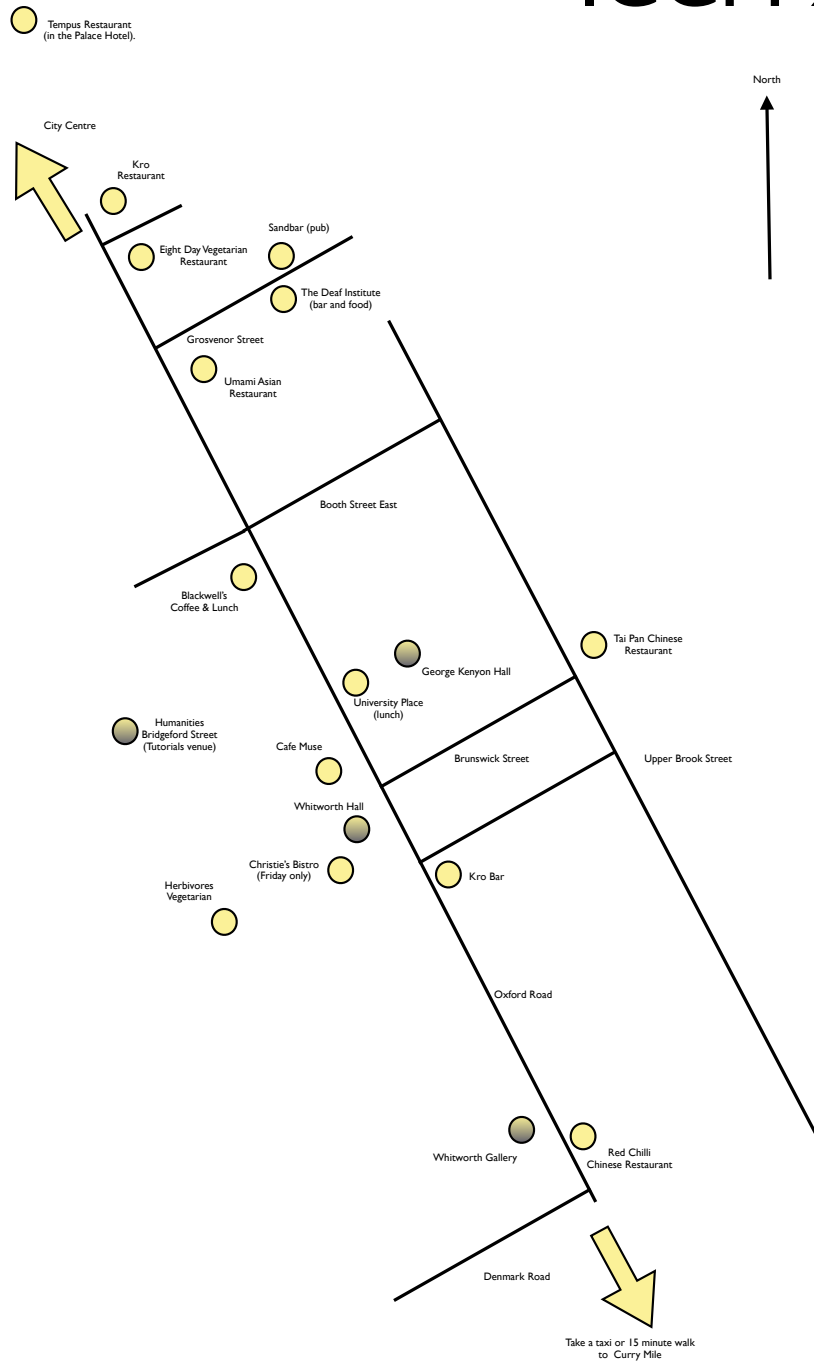 Tempus Restaurant
(in the Palace Hotel).
North
City Centre
Kro
Restaurant
Sandbar (pub)
Eight Day Vegetarian
Restaurant
The Deaf Institute
(bar and food)
Grosvenor Street
Umami Asian
Restaurant
Booth Street East
Blackwell's
Coffee & Lunch
Tai Pan Chinese
Restaurant
George Kenyon Hall
University Place
(lunch)
Humanities
Bridgeford Street
(Tutorials venue)
Cafe Muse
Brunswick Street
Upper Brook Street
Whitworth Hall
Christie's Bistro
(Friday only)
Kro Bar
Herbivores
Vegetarian
Oxford Road
Whitworth Gallery
Red Chilli
Chinese Restaurant
Denmark Road
Take a taxi or 15 minute walk
to Curry Mile